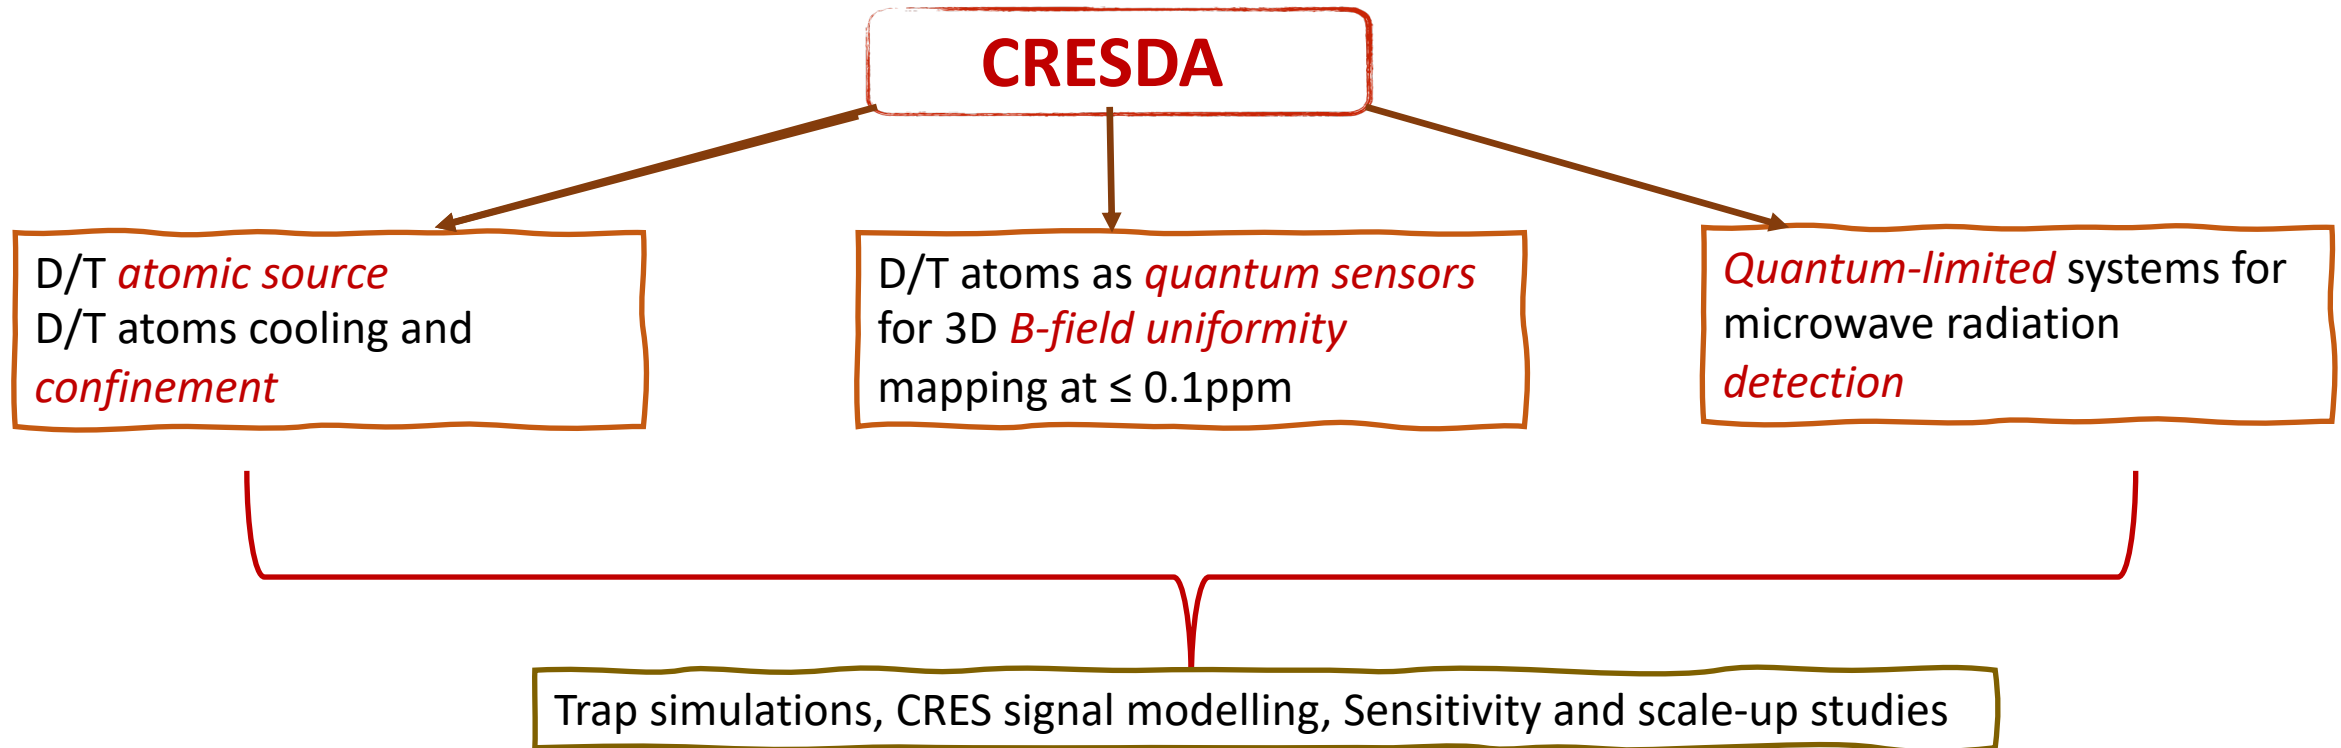 CRESDA
D/T atomic source
D/T atoms cooling and
confinement
D/T atoms as quantum sensors
for 3D B-field uniformity
mapping at ≤ 0.1ppm
Quantum-limited systems for
microwave radiation
detection
Trap simulations, CRES signal modelling, Sensitivity and scale-up studies